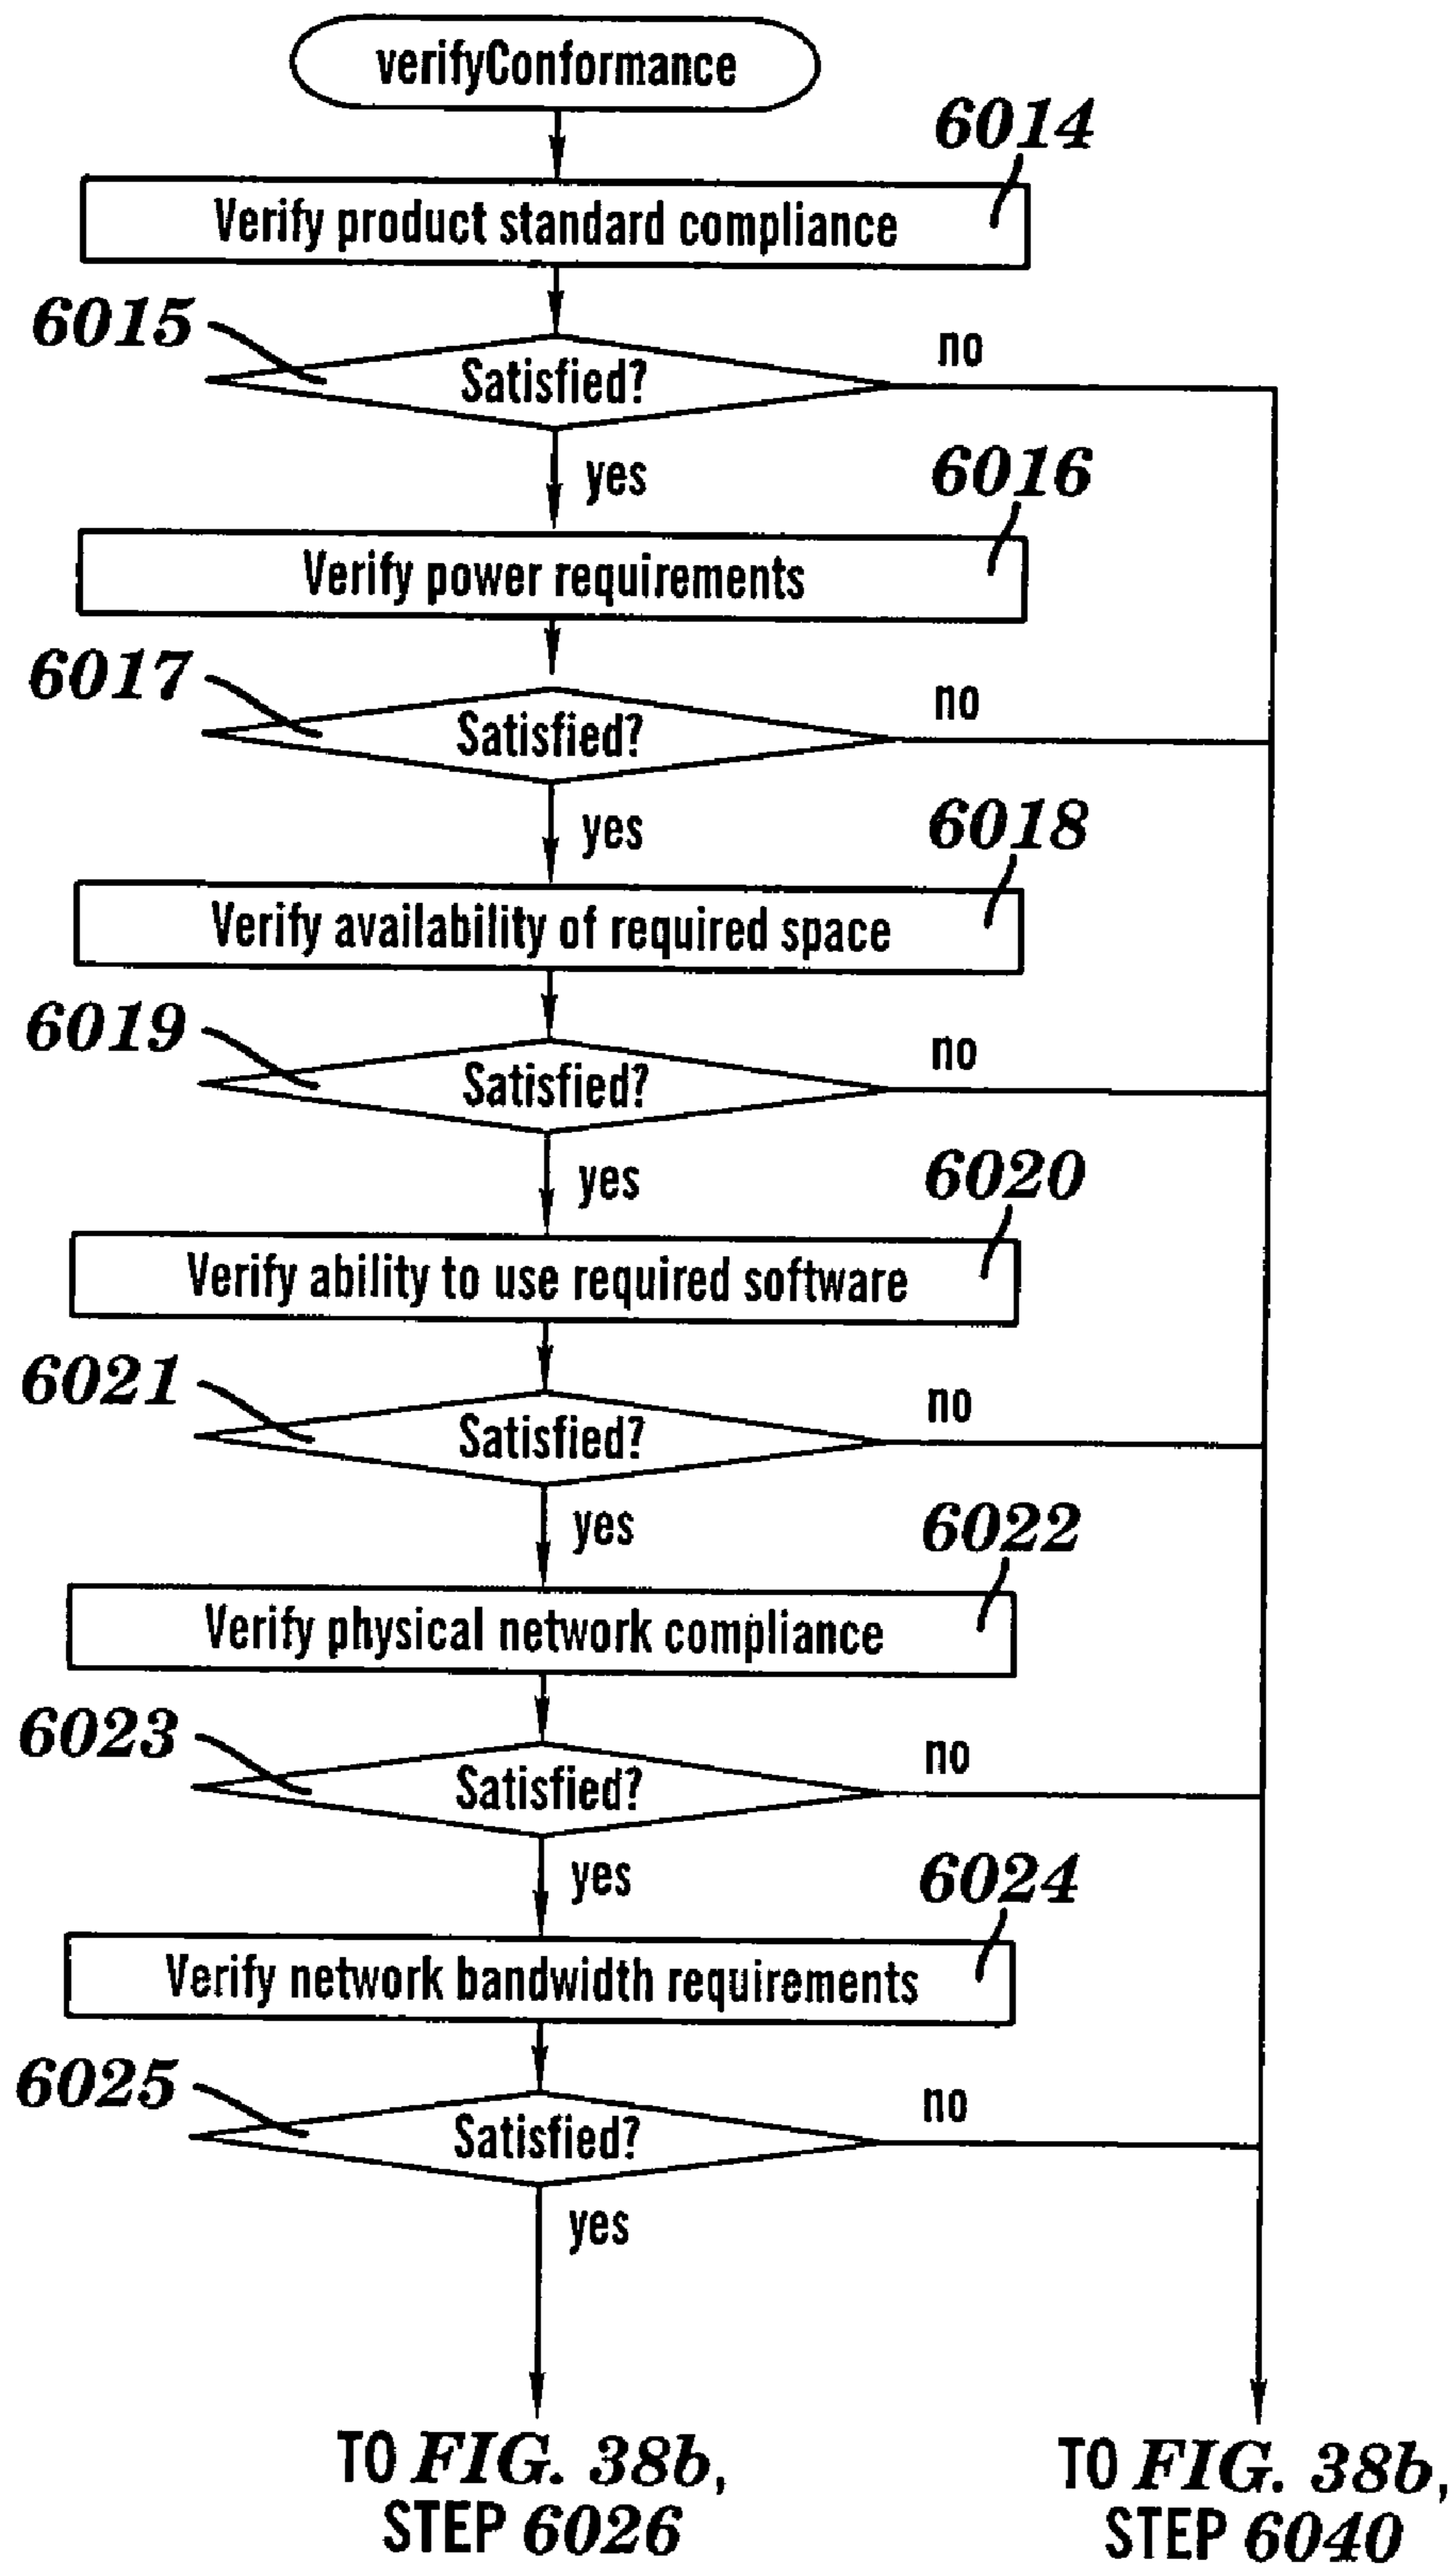 verifyConformance
6014
Verify product standard compliance
6015
Satisfied?
no
yes
6016
Verify power requirements
6017
Satisfied?
no
yes
6018
Verify availability of required space
6019
Satisfied?
no
yes
6020
Verify ability to use required software
6021
Satisfied?
no
yes
6022
Verify physical network compliance
6023
Satisfied?
no
yes
6024
Verify network bandwidth requirements
6025
Satisfied?
no
yes
TO FIG. 38b,
STEP 6026
TO FIG. 38b,
STEP 6040